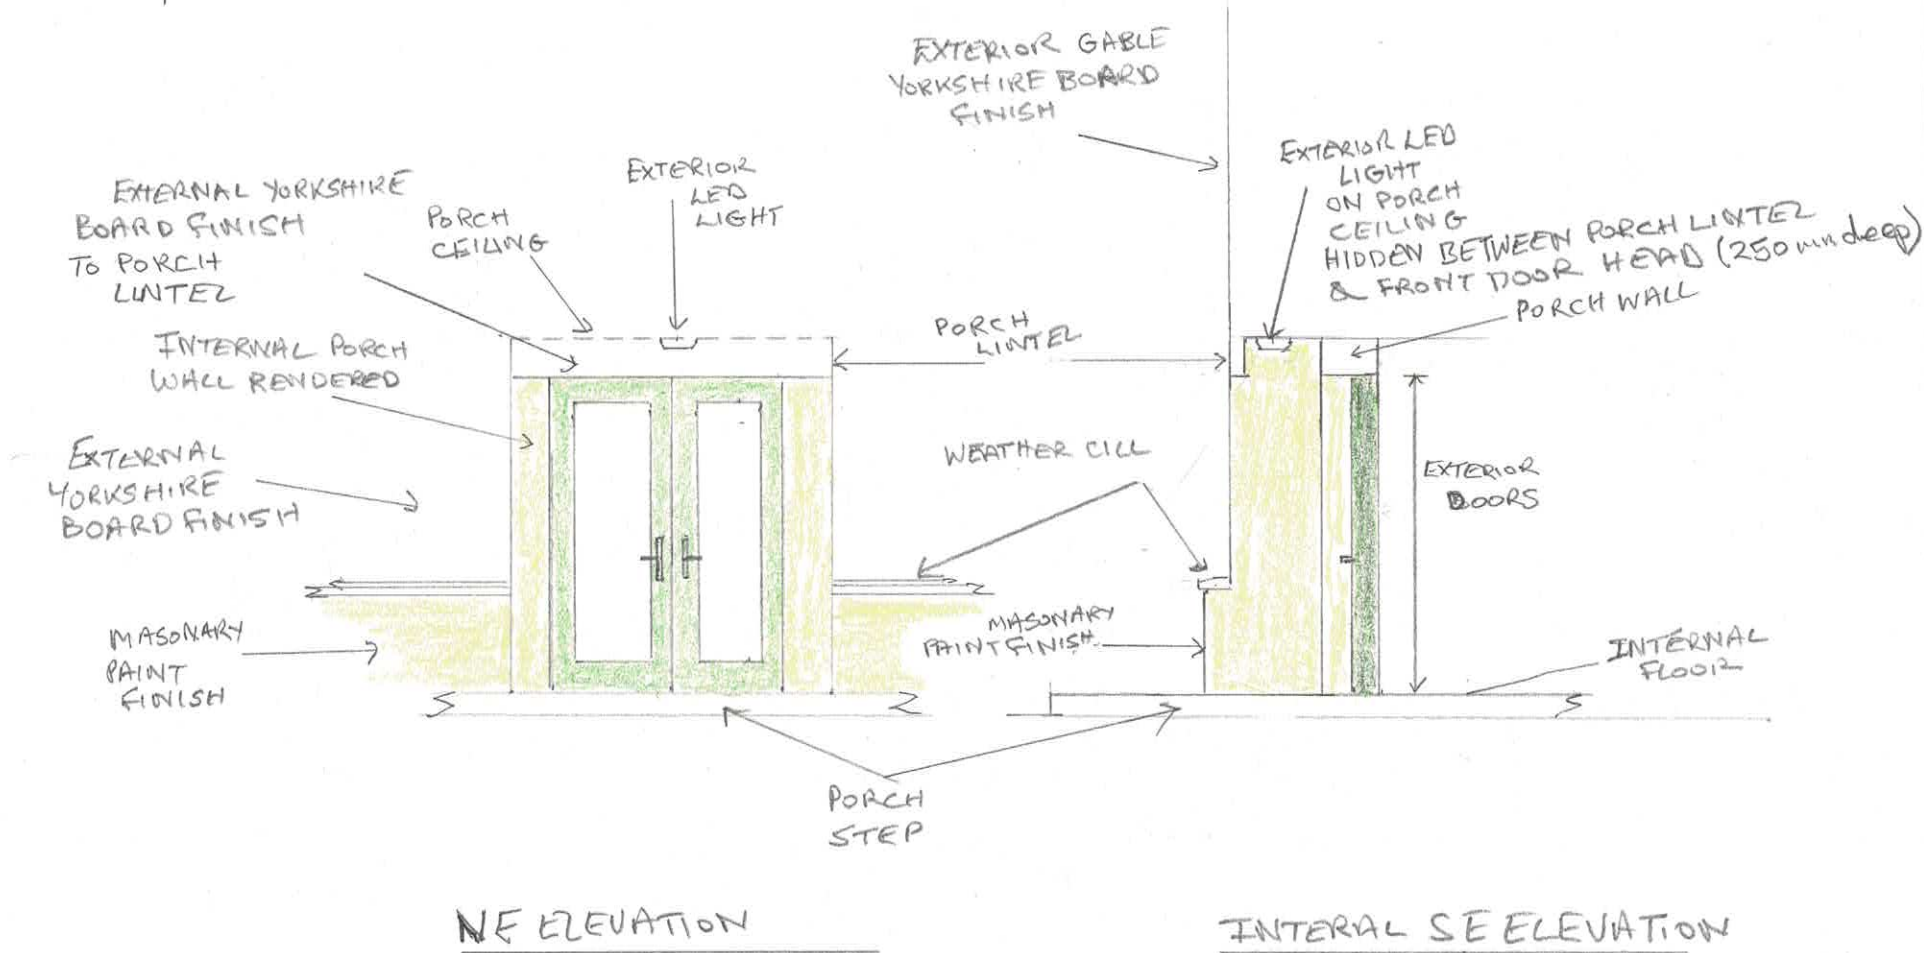 EXTERIOR GABLE
YORKSHIRE BOARD
FINISH
EXTERIOR LED
LIGHT
ON PORCH
CEILING
HIDDEN BETWEEN PORCH LINTEL
& FRONT DOOR HEAD (250mm deep)
PORCH WALL
EXTERIOR
LED
LIGHT
EXTERNAL YORKSHIRE
BOARD FINISH
TO PORCH
LINTEL
PORCH
CEILING
INTERNAL PORCH
WALL RENDERED
PORCH
LINTEL
EXTERNAL
YORKSHIRE
BOARD FINISH
WEATHER CILL
EXTERIOR
DOORS
MASONARY
PAINT
FINISH
MASONARY
PAINT FINISH
INTERNAL
FLOOR
PORCH
STEP
NE ELEVATION
INTERAL SE ELEVATION